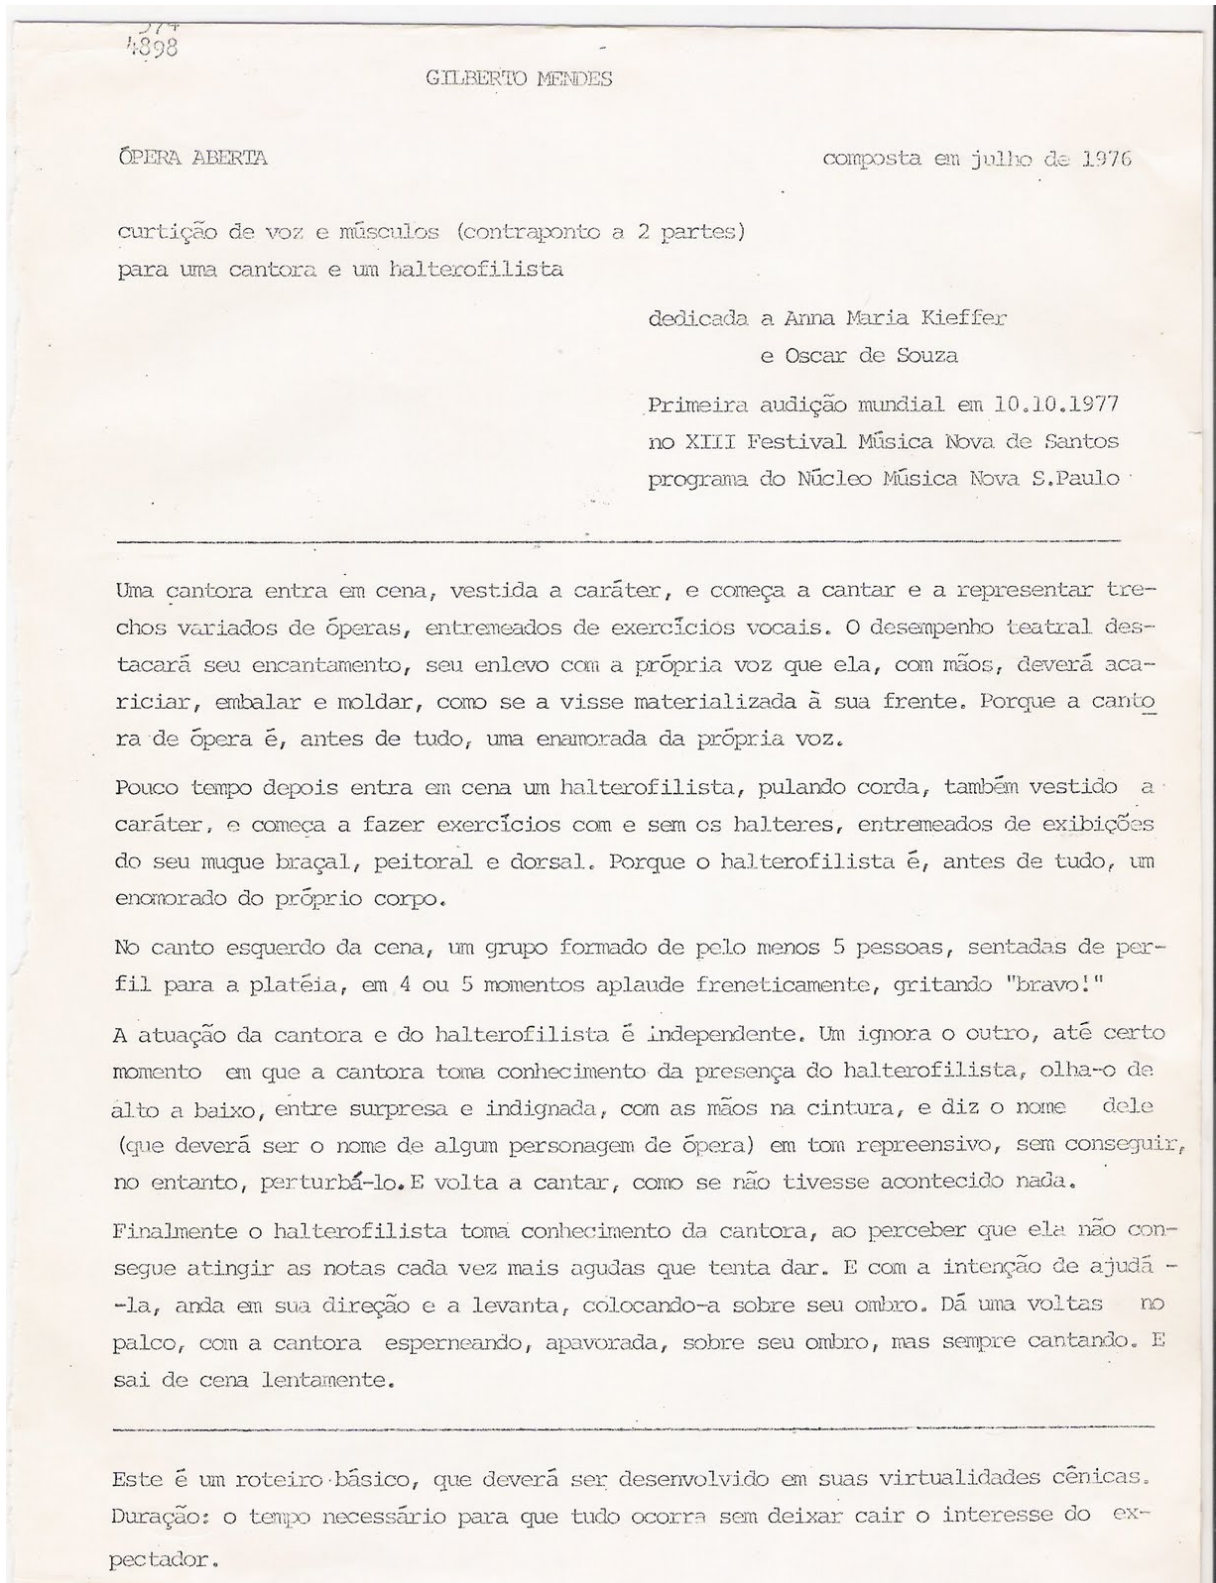 4898
GILBERTO MENDES
ÓPERA ABERTA composta em julho de 1976
curtição de voz e músculos (contraponto a 2 partes)
para uma cantora e um halterofilista
dedicada a Anna Maria Kieffer
e Oscar de Souza
Primeira audição mundial em 10.10.1977
no XIII Festival Música Nova de Santos
programa do Núcleo Música Nova S.Paulo
Uma cantora entra em cena, vestida a caráter, e começa a cantar e a representar tre-
chos variados de óperas, entremeados de exercícios vocais. O desempenho teatral des-
tacará seu encantamento, seu enlevo com a própria voz que ela, com mãos, deverá aca-
riciar, embalar e moldar, como se a visse materializada à sua frente. Porque a canto
ra de ópera é, antes de tudo, uma enamorada da própria voz.
Pouco tempo depois entra em cena um halterofilista, pulando corda, também vestido a
caráter, e começa a fazer exercícios com e sem os halteres, entremeados de exibições
do seu muque braçal, peitoral e dorsal. Porque o halterofilista é, antes de tudo, um
enamorado do próprio corpo.
No canto esquerdo da cena, um grupo formado de pelo menos 5 pessoas, sentadas de per-
fil para a platéia, em 4 ou 5 momentos aplaude freneticamente, gritando "bravo!"
A atuação da cantora e do halterofilista é independente. Um ignora o outro, até certo
momento em que a cantora toma conhecimento da presença do halterofilista, olha-o de
alto a baixo, entre surpresa e indignada, com as mãos na cintura, e diz o nome dele
(que deverá ser o nome de algum personagem de ópera) em tom repreensivo, sem conseguir,
no entanto, perturbá-lo. E volta a cantar, como se não tivesse acontecido nada.
Finalmente o halterofilista toma conhecimento da cantora, ao perceber que ela não con-
segue atingir as notas cada vez mais agudas que tenta dar. E com a intenção de ajudá -
-la, anda em sua direção e a levanta, colocando-a sobre seu ombro. Dá uma voltas no
palco, com a cantora esperneando, apavorada, sobre seu ombro, mas sempre cantando. E
sai de cena lentamente.
Este é um roteiro básico, que deverá ser desenvolvido em suas virtualidades cênicas.
Duração: o tempo necessário para que tudo ocorra sem deixar cair o interesse do ex-
pectador.